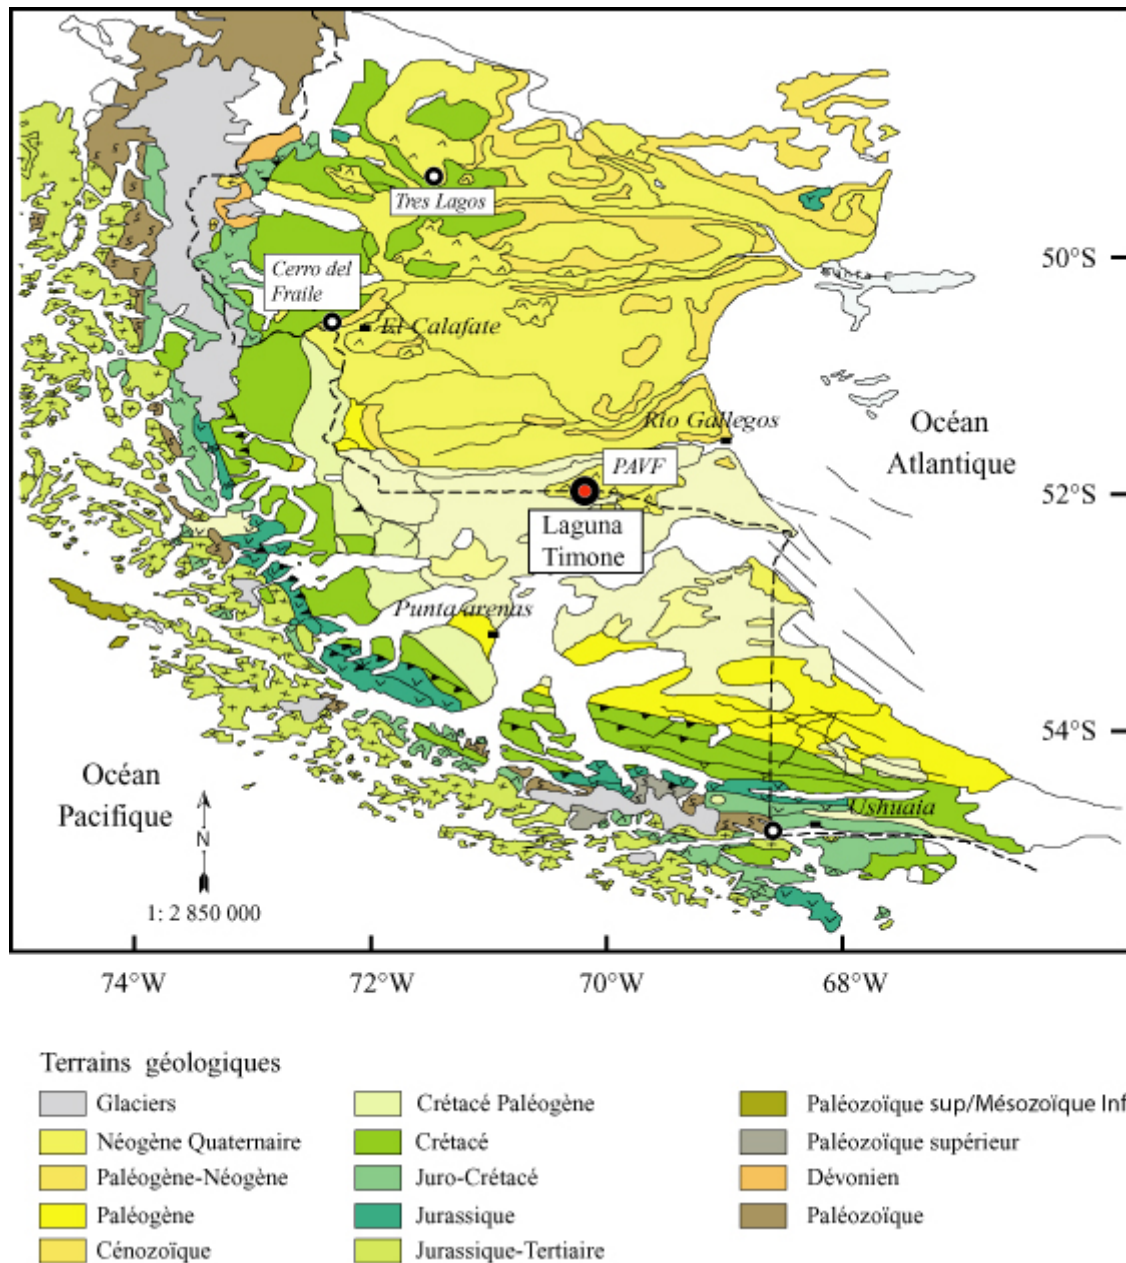 Tres Lagos
50°S
Cerro del
Fraile
El Calafate
Río Gallegos
Océan
Atlantique
PAVF
52°S
Laguna
Timone
Punta arenas
54°S
Océan
Pacifique
Ushuaia
N
1: 2 850 000
74°W
72°W
70°W
68°W
Terrains géologiques
Glaciers
Néogène Quaternaire
Paléogène-Néogène
Paléogène
Cénozoïque
Crétacé Paléogène
Crétacé
Juro-Crétacé
Jurassique
Jurassique-Tertiaire
Paléozoïque sup/Mésozoïque Inf
Paléozoïque supérieur
Dévonien
Paléozoïque